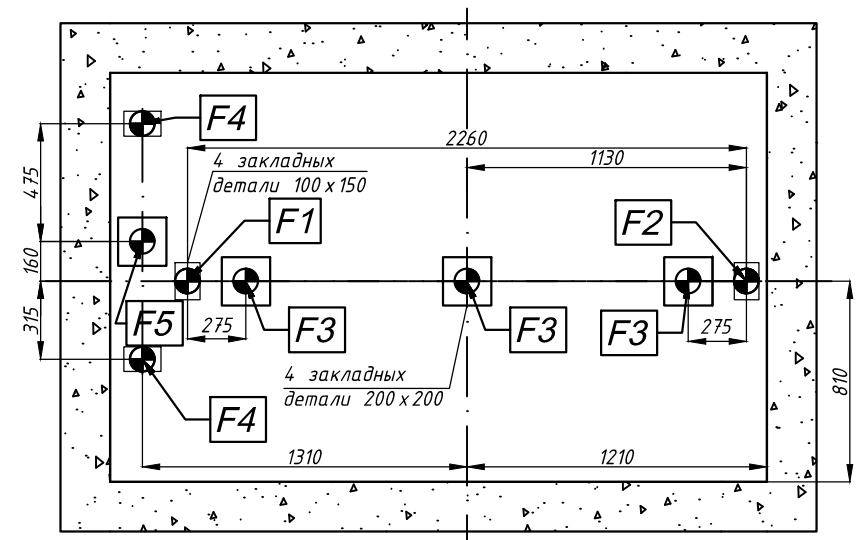 F4
2260
4 закладных
детали 100 x 150
1130
475
F1
F2
160
315
F5
275
F3
F3
F3
275
4 закладных
детали 200 x 200
F4
810
1310
1210